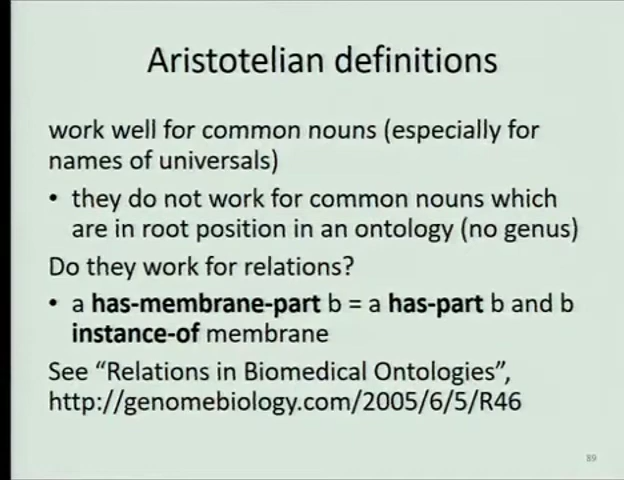 Aristotelian definitions
work well for common nouns (especially for
names of universals)
• they do not work for common nouns which
are in root position in an ontology (no genus)
Do they work for relations?
• a has-membrane-part b = a has-part b and b
instance-of membrane
See “Relations in Biomedical Ontologies”,
http://genomebiology.com/2005/6/5/R46
89